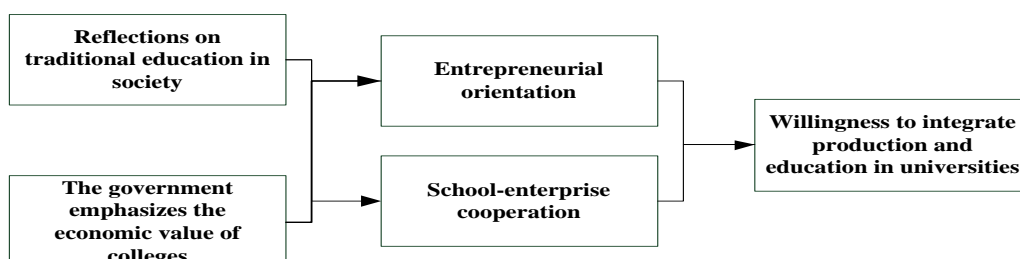 Reflections on
traditional education in
society
Entrepreneurial
orientation
Willingness to integrate
production and
education in universities
The government
emphasizes the
economic value of
colleges
School-enterprise
cooperation